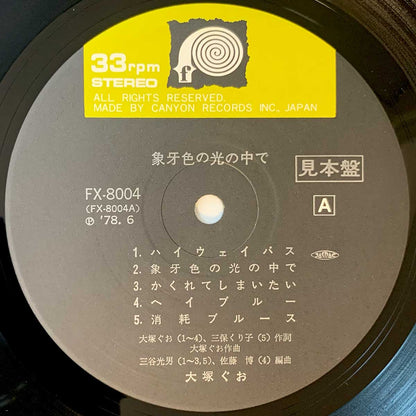 33rpm
STEREO
f
ALL RIGHTS RESERVED.
MADE BY CANYON RECORDS INC., JAPAN
象牙色の光の中で
見本盤
FX-8004
(FX-8004A)
Ⓟ '78. 6
A
1. ハイウェイバス
2. 象牙色の光の中で
3. かくれてしまいたい
4. ヘイブルー
5. 消耗ブルース
大塚ぐお(1〜4)、三保くり子(5)作詞
大塚ぐお作曲
三谷光男(1〜3,5)、佐藤 博(4)編曲
大塚ぐお